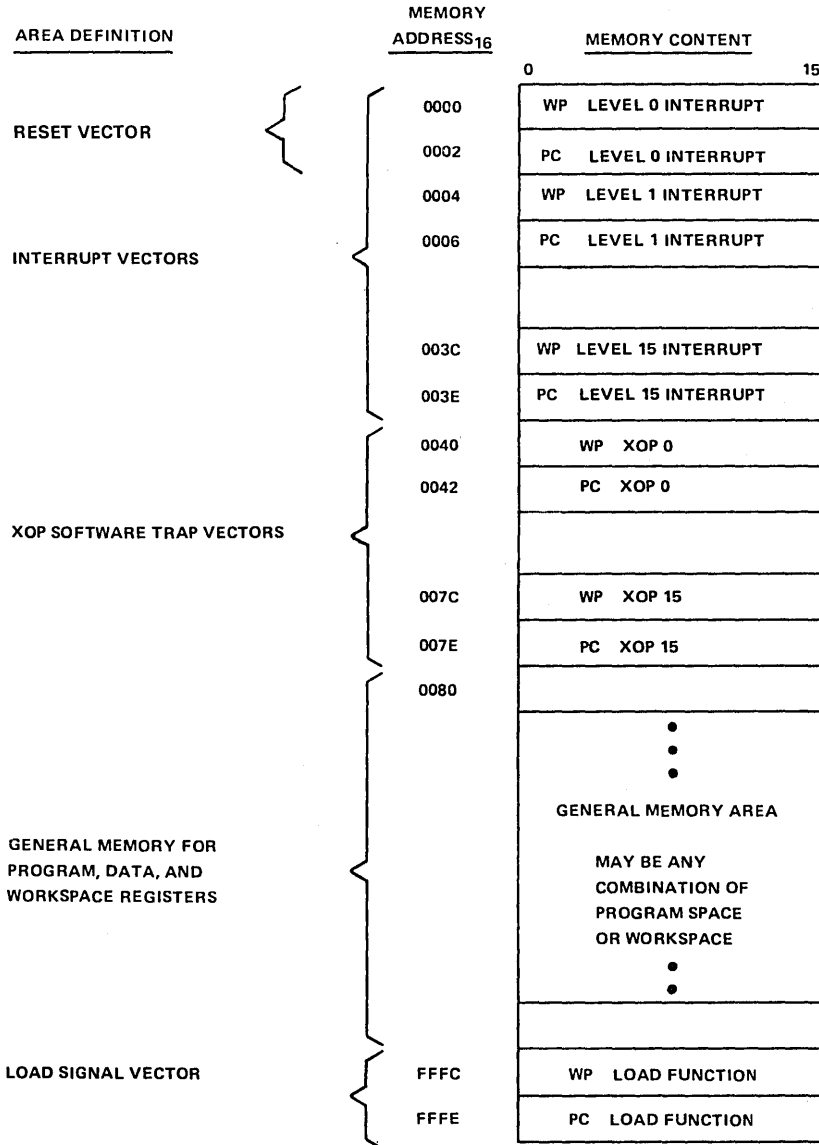 AREA DEFINITION
MEMORY
ADDRESS16
MEMORY CONTENT
0 15
RESET VECTOR
0000 WP LEVEL 0 INTERRUPT
0002 PC LEVEL 0 INTERRUPT
0004 WP LEVEL 1 INTERRUPT
0006 PC LEVEL 1 INTERRUPT
INTERRUPT VECTORS
003C WP LEVEL 15 INTERRUPT
003E PC LEVEL 15 INTERRUPT
0040 WP XOP 0
0042 PC XOP 0
XOP SOFTWARE TRAP VECTORS
007C WP XOP 15
007E PC XOP 15
0080
GENERAL MEMORY AREA
GENERAL MEMORY FOR
PROGRAM, DATA, AND
WORKSPACE REGISTERS
MAY BE ANY
COMBINATION OF
PROGRAM SPACE
OR WORKSPACE
LOAD SIGNAL VECTOR
FFFC WP LOAD FUNCTION
FFFE PC LOAD FUNCTION